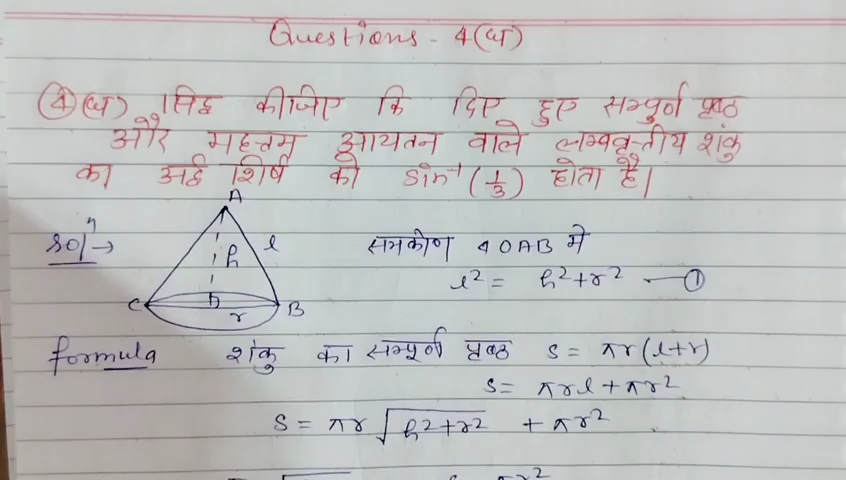 Questions - 4(ब)
④(ब) सिद्ध कीजिए कि दिए हुए सम्पुर्ण पृष्ठ
और महत्तम आयतन वाले लम्बवृत्तीय शंकु
का अर्द्ध शिर्ष को sin⁻¹(1/3) होता है।
A
solⁿ→ h l समकोण △OAB मे
l² = h²+r² —①
C r B
formula शंकु का सम्पूर्ण पृष्ठ S = πr(l+r)
S = πrl + πr²
S = πr √(h²+r²) + πr²